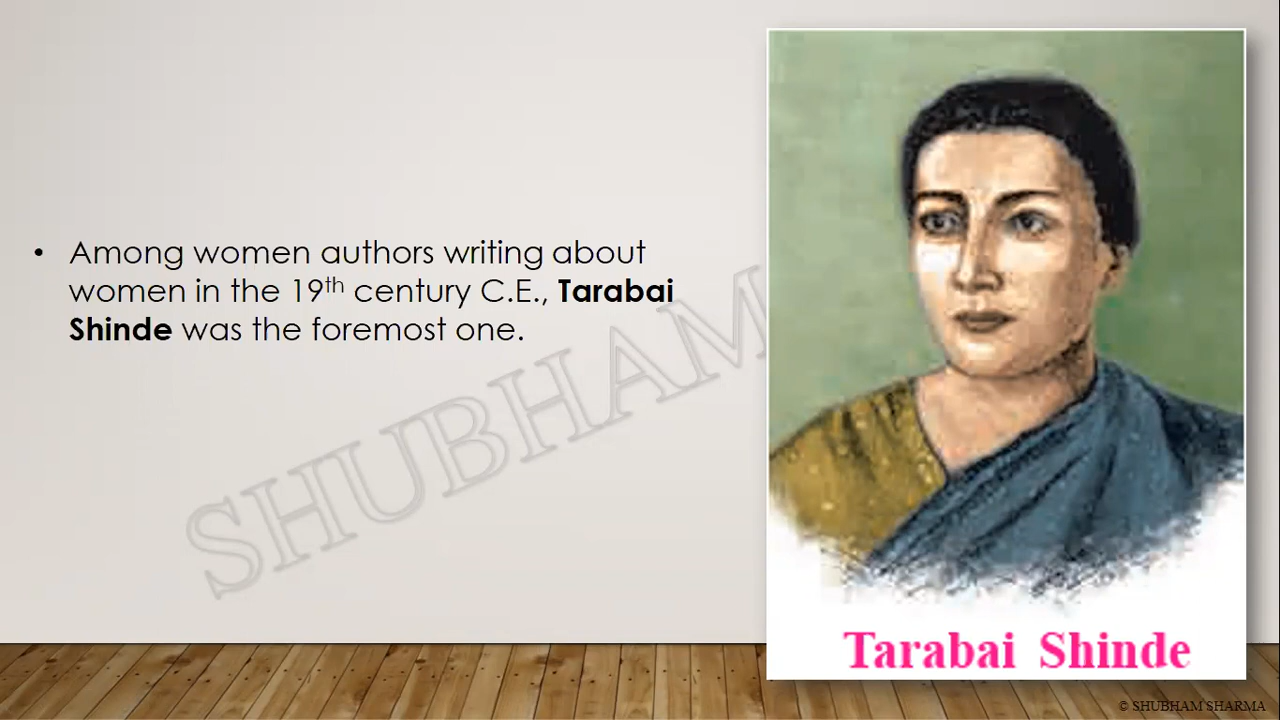 • Among women authors writing about
women in the 19th century C.E., Tarabai
Shinde was the foremost one.
SHUBHAM
Tarabai Shinde
© SHUBHAM SHARMA